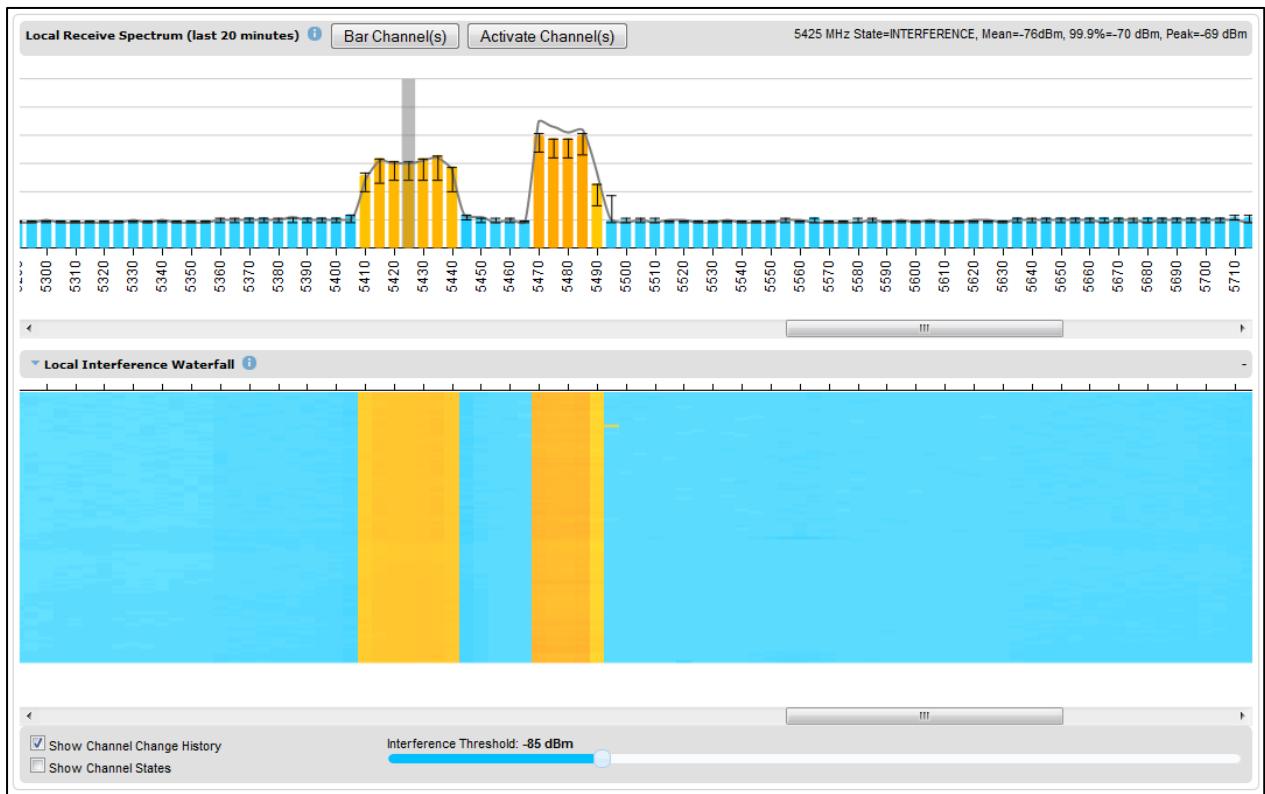 Local Receive Spectrum (last 20 minutes) i Bar Channel(s) Activate Channel(s) 5425 MHz State=INTERFERENCE, Mean=-76dBm, 99.9%=-70 dBm, Peak=-69 dBm
5300 5310 5320 5330 5340 5350 5360 5370 5380 5390 5400 5410 5420 5430 5440 5450 5460 5470 5480 5490 5500 5510 5520 5530 5540 5550 5560 5570 5580 5590 5600 5610 5620 5630 5640 5650 5660 5670 5680 5690 5700 5710
Local Interference Waterfall i -
Show Channel Change History Interference Threshold: -85 dBm
Show Channel States